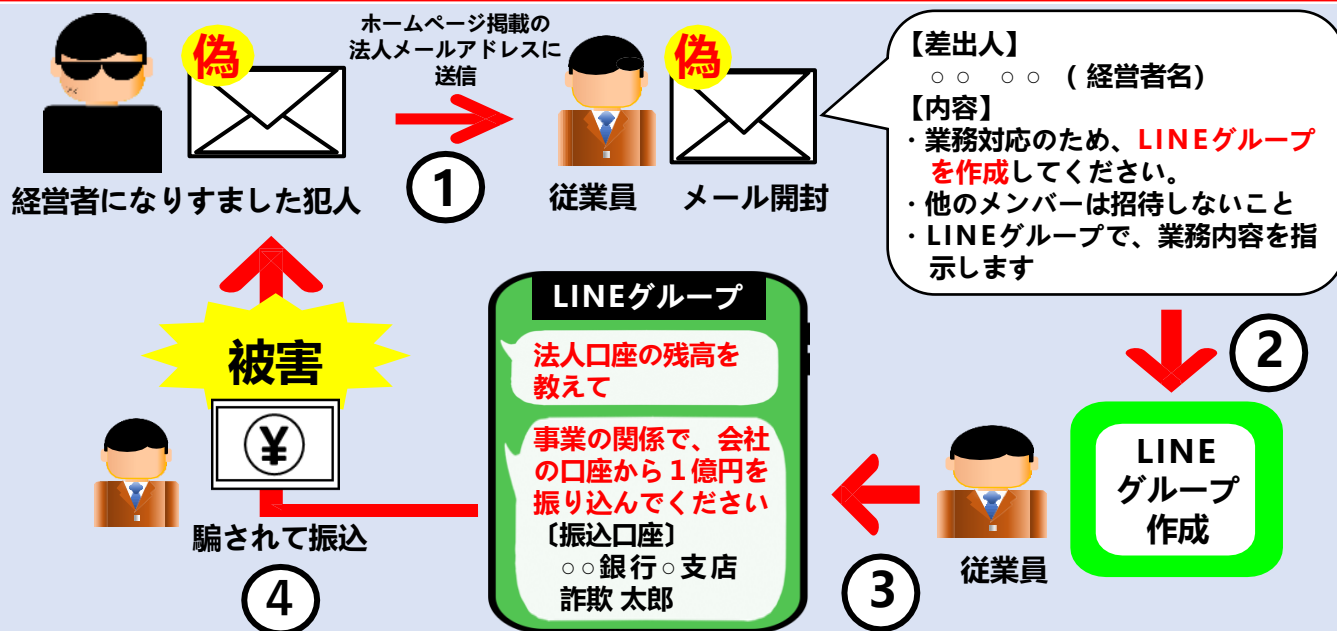 偽
ホームページ掲載の
法人メールアドレスに
送信
①
経営者になりすました犯人
偽
従業員
メール開封
【差出人】
○○ ○○ (経営者名)
【内容】
・業務対応のため、LINEグループ
を作成してください。
・他のメンバーは招待しないこと
・LINEグループで、業務内容を指
示します
②
LINE
グループ
作成
従業員
③
LINEグループ
法人口座の残高を
教えて
事業の関係で、会社
の口座から１億円を
振り込んでください
〔振込口座〕
○○銀行○支店
詐欺 太郎
被害
¥
騙されて振込
④